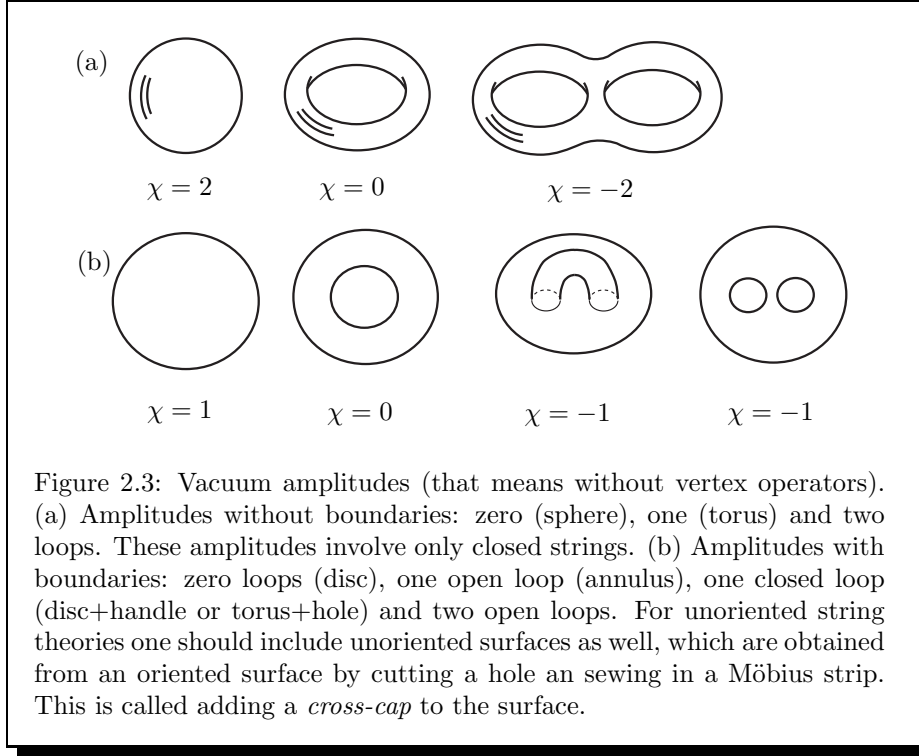 (a)
χ = 2 χ = 0 χ = −2
(b)
χ = 1 χ = 0 χ = −1 χ = −1
Figure 2.3: Vacuum amplitudes (that means without vertex operators).
(a) Amplitudes without boundaries: zero (sphere), one (torus) and two
loops. These amplitudes involve only closed strings. (b) Amplitudes with
boundaries: zero loops (disc), one open loop (annulus), one closed loop
(disc+handle or torus+hole) and two open loops. For unoriented string
theories one should include unoriented surfaces as well, which are obtained
from an oriented surface by cutting a hole an sewing in a Möbius strip.
This is called adding a cross-cap to the surface.